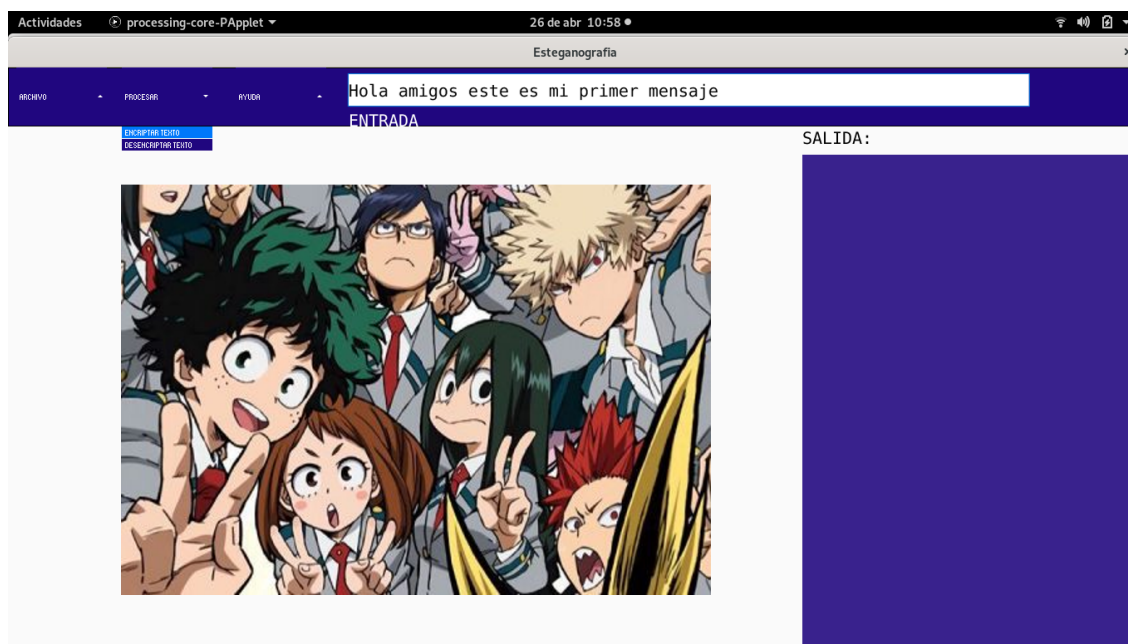 Actividades processing-core-PApplet 26 de abr 10:58
Esteganografia
ARCHIVO PROCESAR AYUDA Hola amigos este es mi primer mensaje
ENTRADA
ENCRIPTAR TEXTO
DESENCRIPTAR TEXTO
SALIDA: